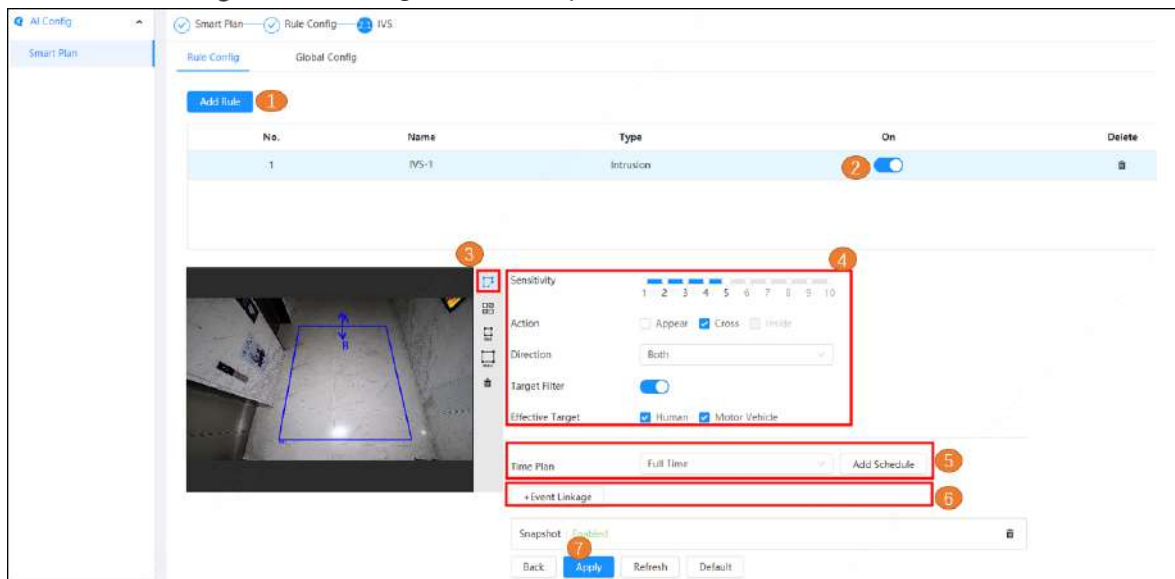 AI Config
Smart Plan
Smart Plan
Rule Config
2.1 IVS
Rule Config
Global Config
Add Rule
1
No. Name Type On Delete
1 IVS-1 Intrusion
2
3
4
Sensitivity
1 2 3 4 5 6 7 8 9 10
Action
Appear Cross Inside
Direction
Both
Target Filter
Effective Target
Human Motor Vehicle
A
B
Time Plan
Full Time
Add Schedule
5
+Event Linkage
6
Snapshot Enabled
7
Back Apply Refresh Default